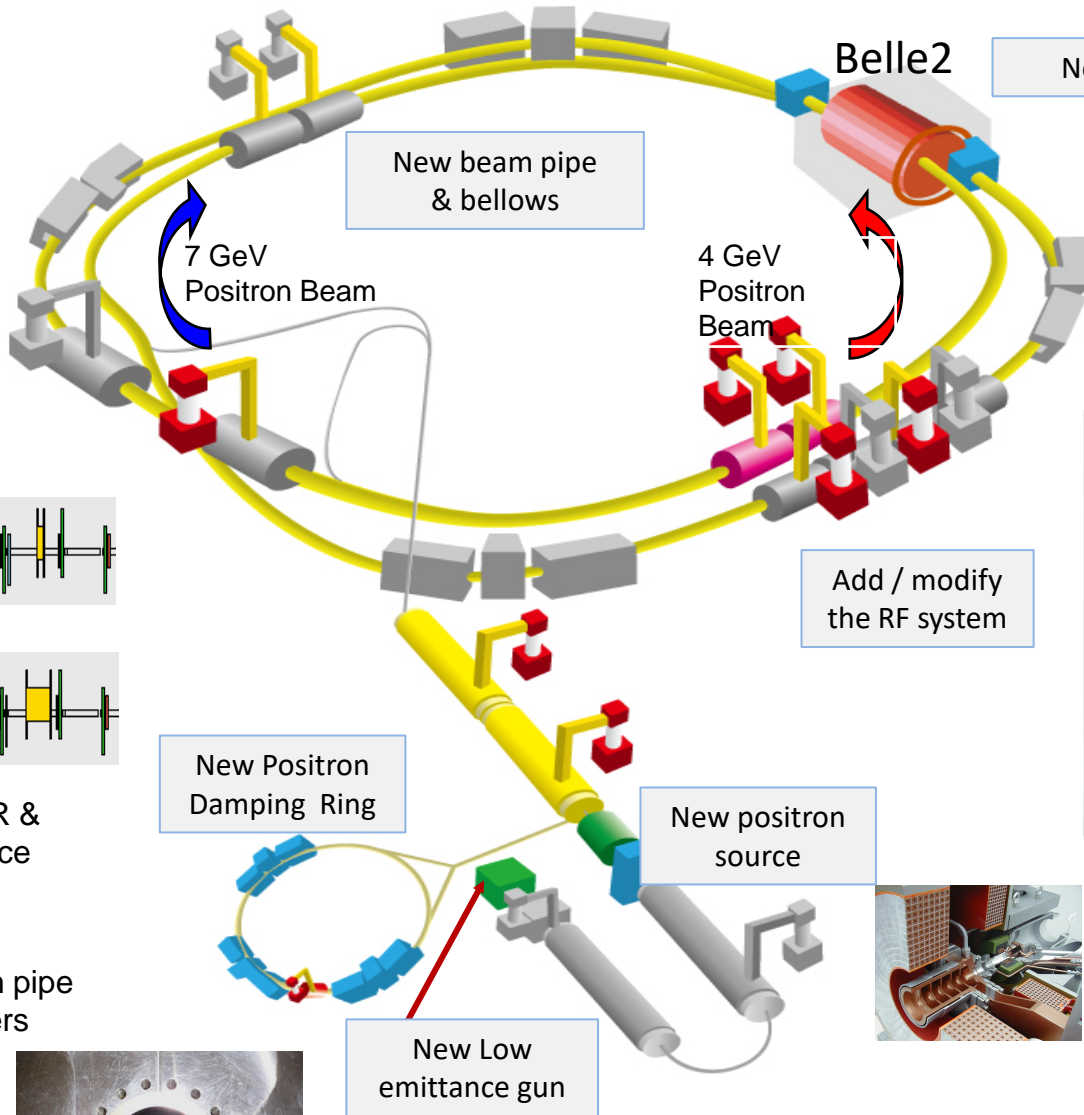 Belle2
New beam pipe
& bellows
7 GeV
Positron Beam
4 GeV
Positron
Beam
Add / modify
the RF system
New Positron
Damping Ring
New positron
source
R &
pipe
New Low
emittance gun